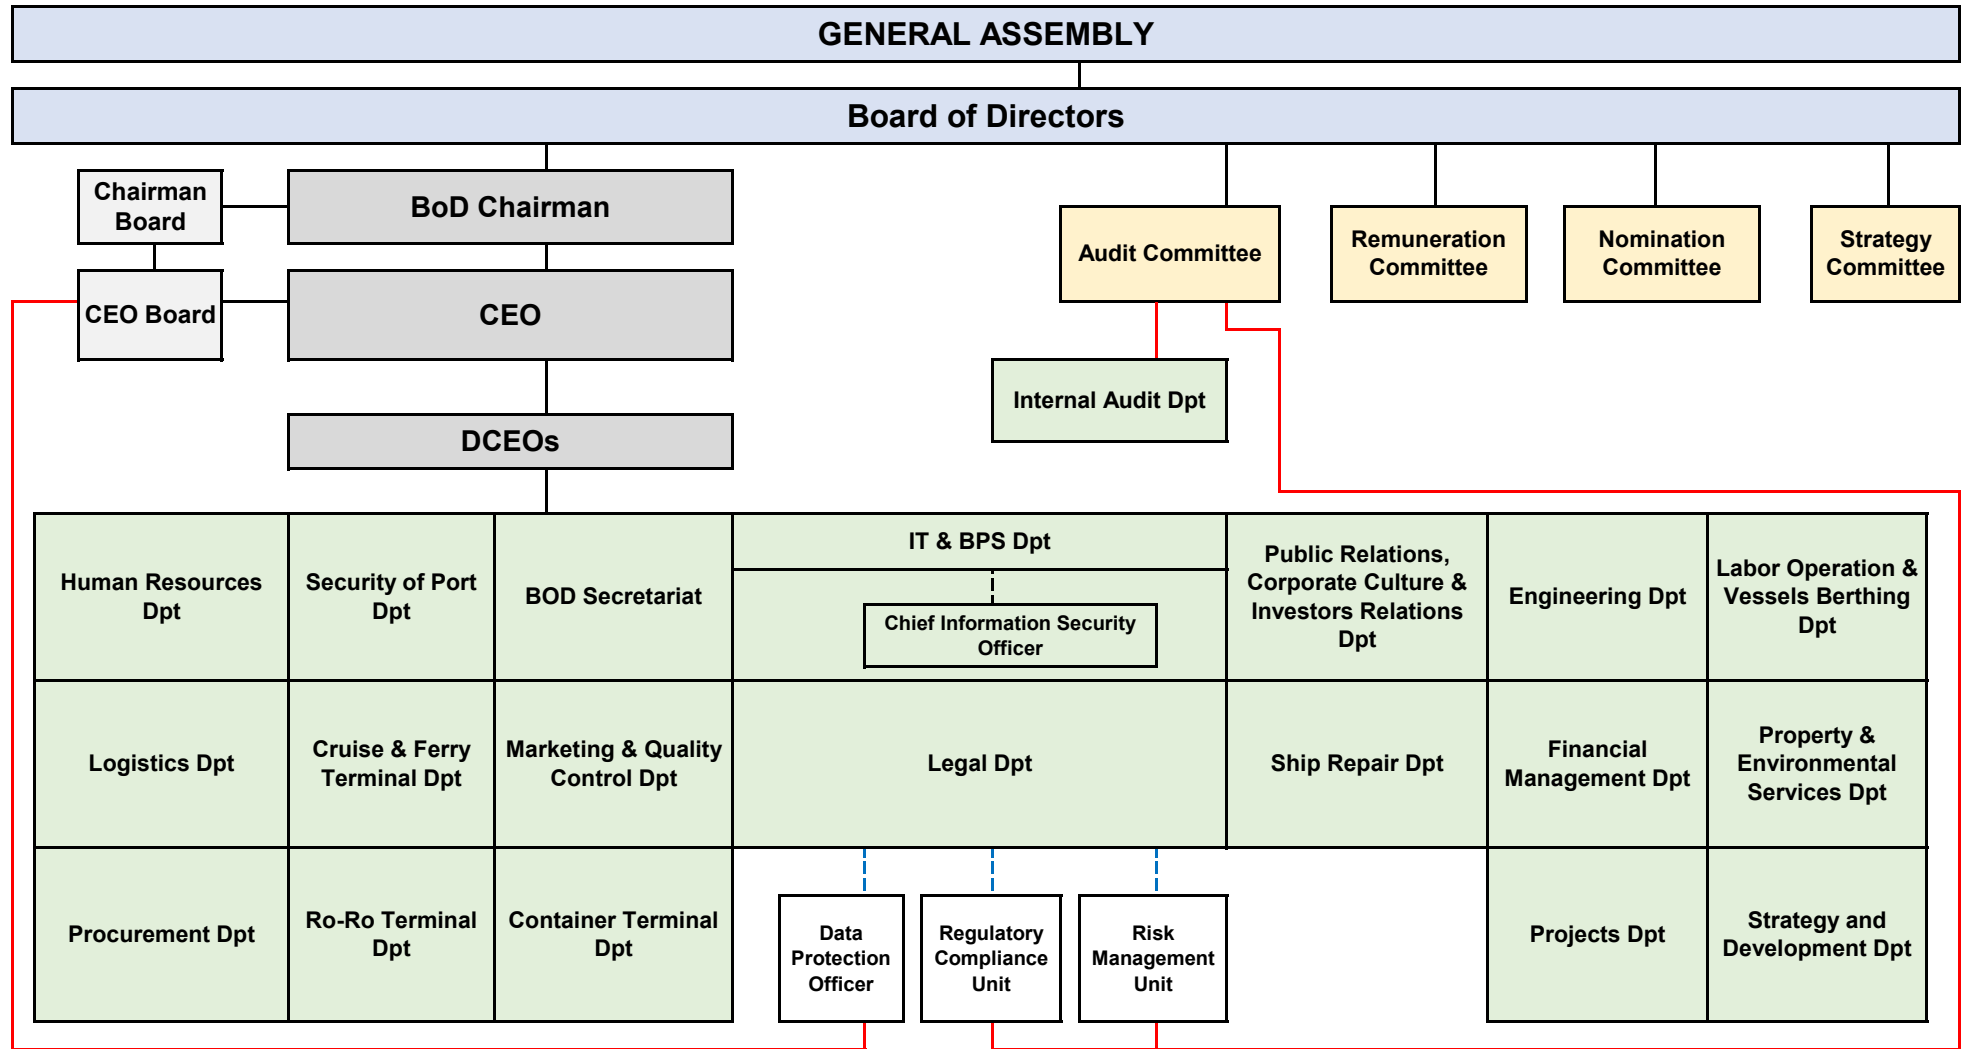 GENERAL ASSEMBLY
Board of Directors
Chairman
Board
BoD Chairman
Audit Committee
Remuneration
Committee
Nomination
Committee
Strategy
Committee
CEO Board
CEO
Internal Audit Dpt
DCEOs
Human Resources
Dpt
Security of Port
Dpt
BOD Secretariat
IT & BPS Dpt
Chief Information Security
Officer
Public Relations,
Corporate Culture &
Investors Relations
Dpt
Engineering Dpt
Labor Operation &
Vessels Berthing
Dpt
Logistics Dpt
Cruise & Ferry
Terminal Dpt
Marketing & Quality
Control Dpt
Legal Dpt
Ship Repair Dpt
Financial
Management Dpt
Property &
Environmental
Services Dpt
Procurement Dpt
Ro-Ro Terminal
Dpt
Container Terminal
Dpt
Data
Protection
Officer
Regulatory
Compliance
Unit
Risk
Management
Unit
Projects Dpt
Strategy and
Development Dpt